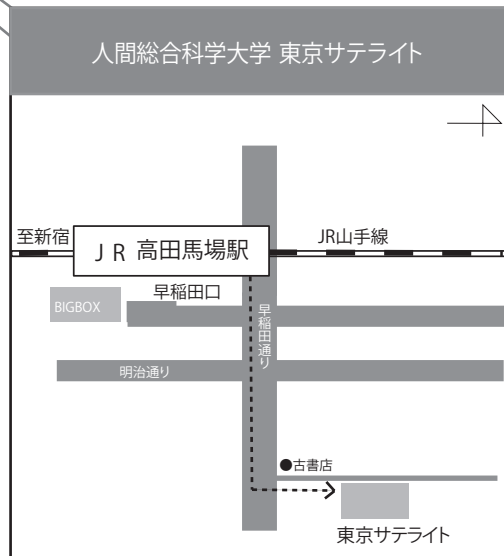 人間総合科学大学 東京サテライト
至新宿
JR 高田馬場駅
JR山手線
BIGBOX
早稲田口
早稲田通り
明治通り
●古書店
東京サテライト